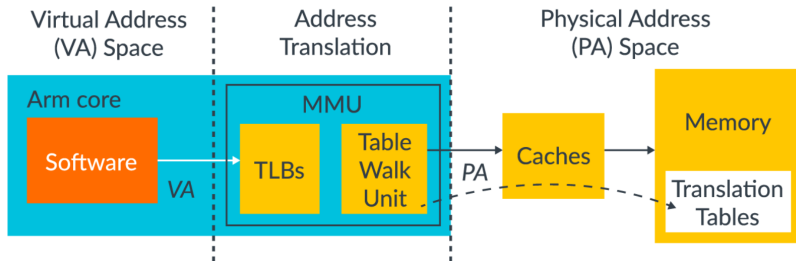 Virtual Address
(VA) Space
Address
Translation
Physical Address
(PA) Space
Arm core
Software
VA
MMU
TLBs
Table
Walk
Unit
PA
Caches
Memory
Translation
Tables